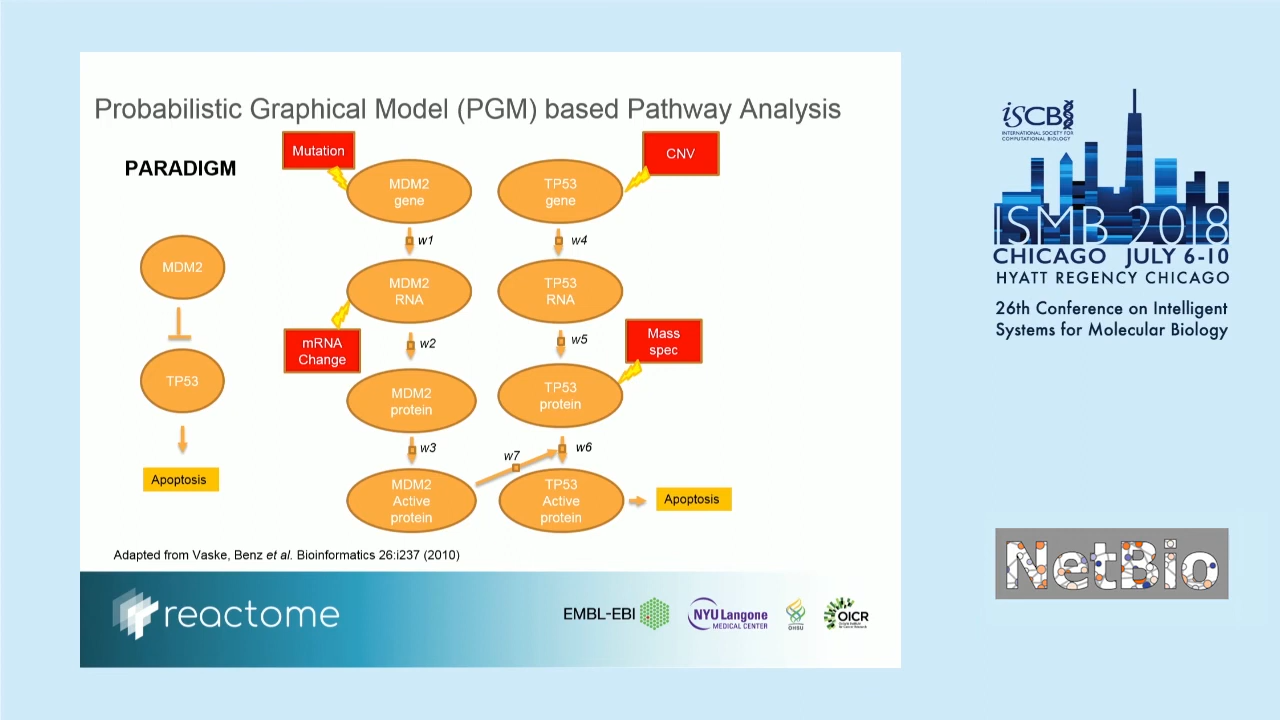 Probabilistic Graphical Model (PGM) based Pathway Analysis
PARADIGM
MDM2
TP53
Apoptosis
Mutation
MDM2
gene
w1
MDM2
RNA
mRNA
Change
w2
MDM2
protein
w3
MDM2
Active
protein
w7
CNV
TP53
gene
w4
TP53
RNA
w5
Mass
spec
TP53
protein
w6
TP53
Active
protein
Apoptosis
Adapted from Vaske, Benz et al. Bioinformatics 26:i237 (2010)
reactome
EMBL-EBI
NYU Langone
MEDICAL CENTER
OHSU
OICR
iSCB
INTERNATIONAL SOCIETY FOR
COMPUTATIONAL BIOLOGY
ISMB 2018
CHICAGO JULY 6-10
HYATT REGENCY CHICAGO
26th Conference on Intelligent
Systems for Molecular Biology
NetBio